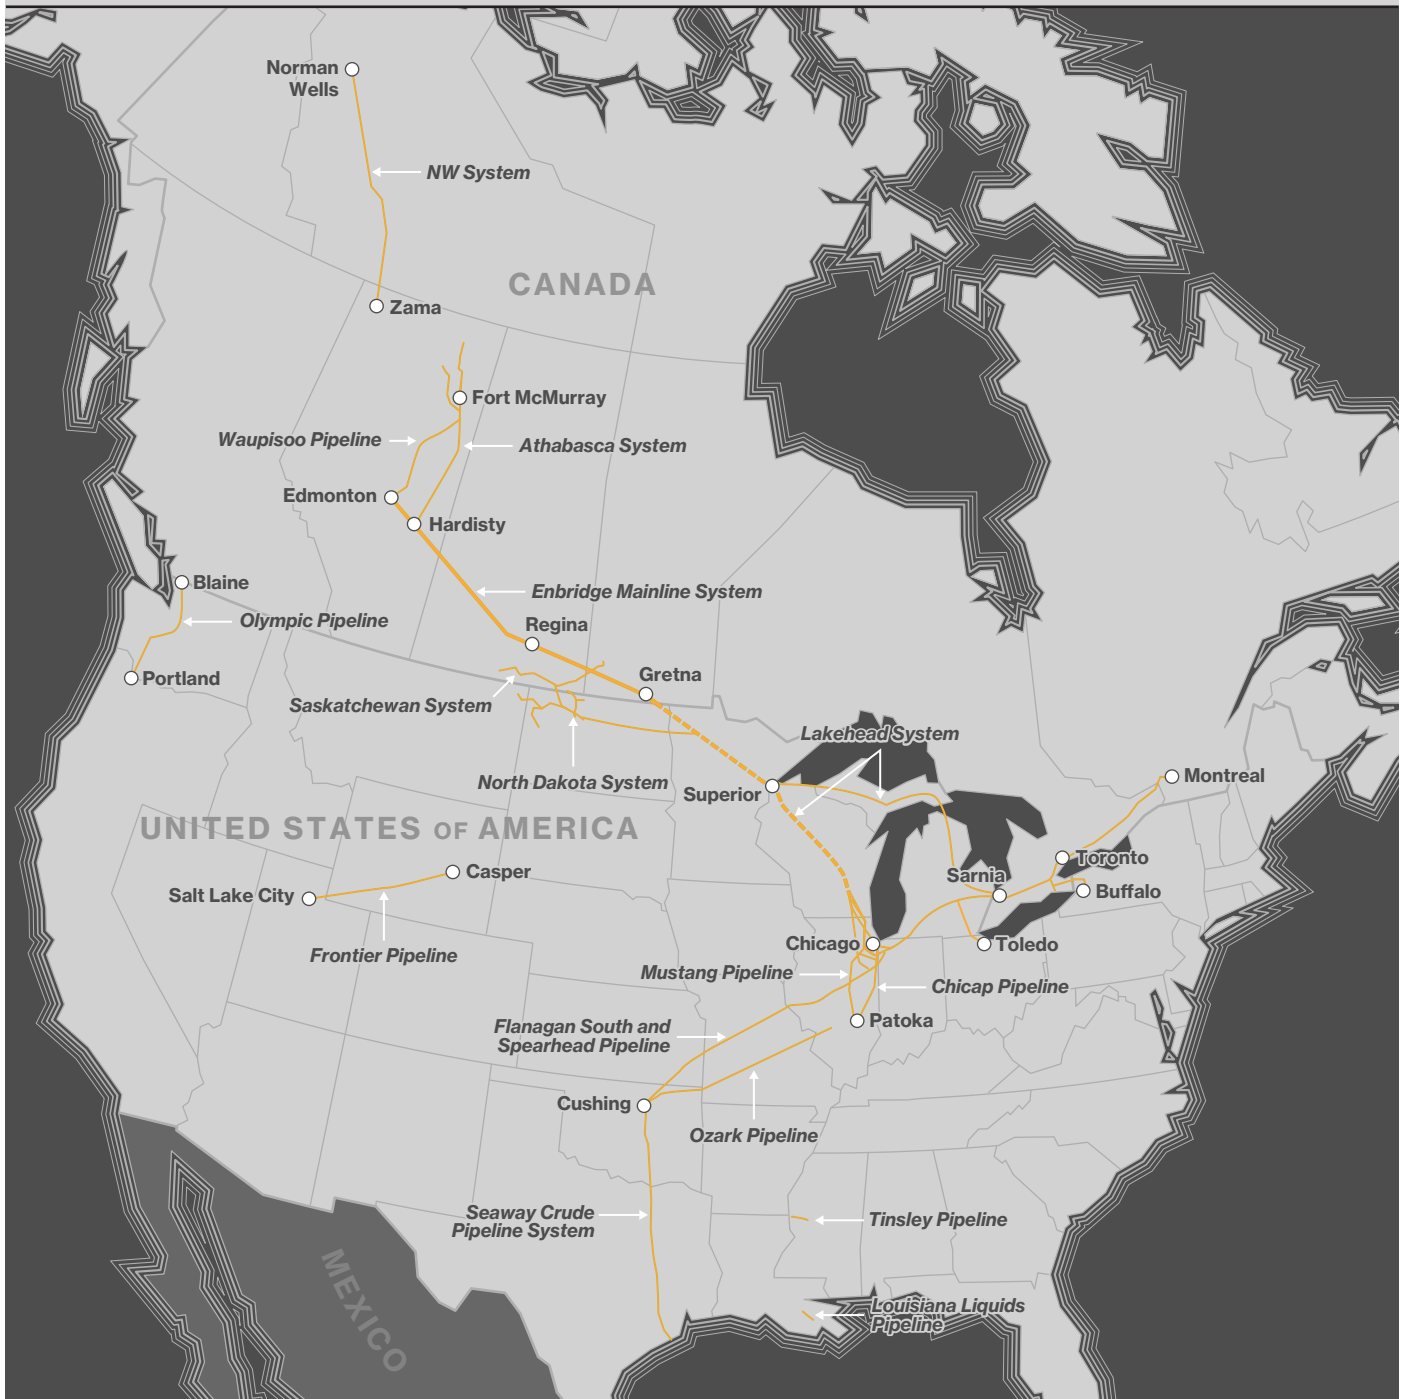 Norman
Wells
NW System
CANADA
Zama
Fort McMurray
Waupisoo Pipeline
Athabasca System
Edmonton
Hardisty
Blaine
Enbridge Mainline System
Olympic Pipeline
Regina
Gretna
Portland
Saskatchewan System
Lakehead System
North Dakota System
Montreal
Superior
UNITED STATES OF AMERICA
Toronto
Casper
Sarnia
Buffalo
Salt Lake City
Chicago
Toledo
Frontier Pipeline
Mustang Pipeline
Chicap Pipeline
Patoka
Flanagan South and
Spearhead Pipeline
Cushing
Ozark Pipeline
Seaway Crude
Pipeline System
Tinsley Pipeline
MEXICO
Louisiana Liquids
Pipeline